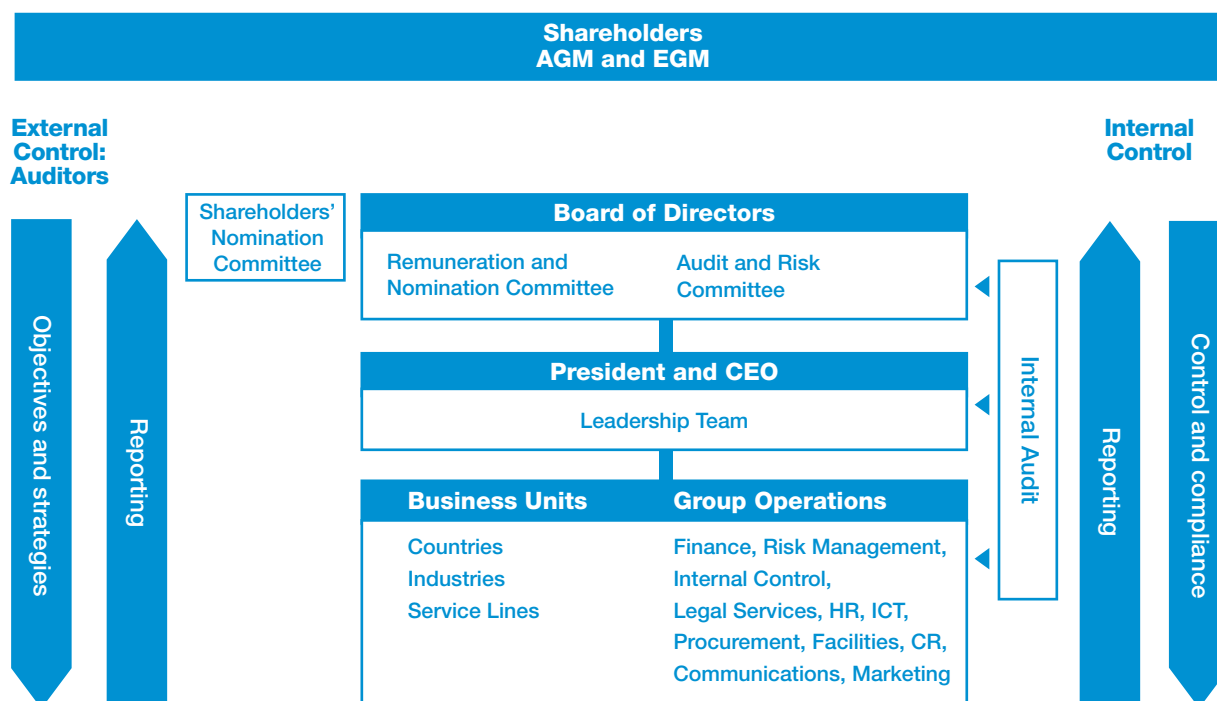 Shareholders
AGM and EGM
External
Control:
Auditors
Internal
Control
Shareholders’
Nomination
Committee
Board of Directors
Remuneration and
Nomination Committee
Audit and Risk
Committee
President and CEO
Leadership Team
Business Units
Countries
Industries
Service Lines
Group Operations
Finance, Risk Management,
Internal Control,
Legal Services, HR, ICT,
Procurement, Facilities, CR,
Communications, Marketing
Objectives and strategies
Reporting
Internal Audit
Reporting
Control and compliance